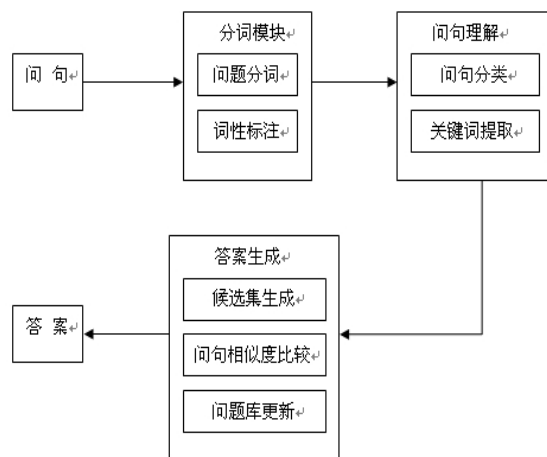 问 句
分词模块
问题分词
词性标注
问句理解
问句分类
关键词提取
答案生成
候选集生成
问句相似度比较
问题库更新
答 案